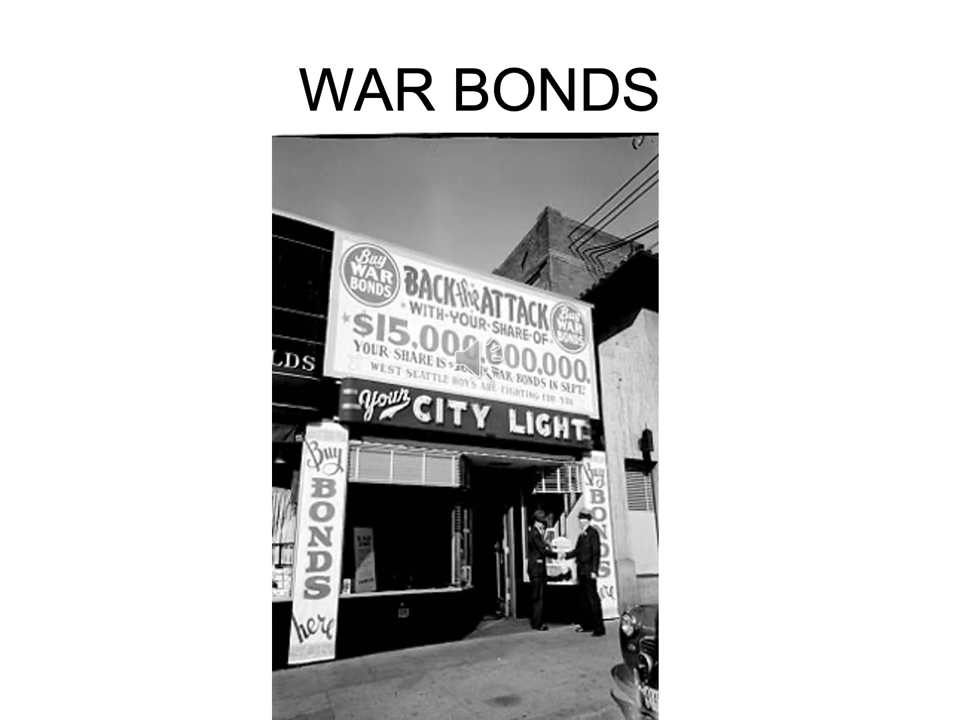 WAR BONDS
Buy
WAR
BONDS
BACK the ATTACK
WITH YOUR SHARE OF
$15,000,000,000.
Buy
WAR
BONDS
YOUR SHARE IS WAR BONDS IN SEPT.
WEST SEATTLE BOYS ARE FIGHTING FOR YOU
LDS
Your CITY LIGHT
Buy
BONDS
here
Buy
BONDS
here